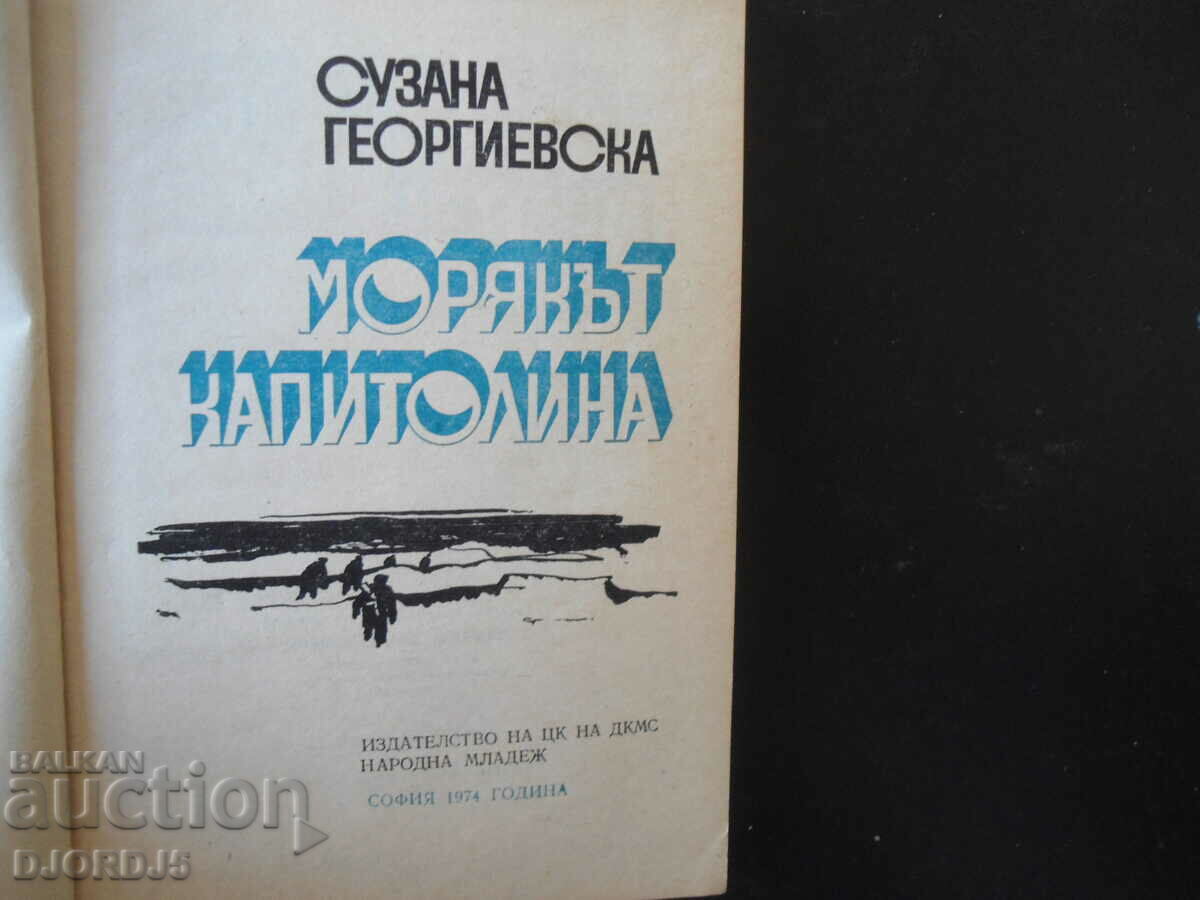 СУЗАНА
ГЕОРГИЕВСКА
МОРЯКЪТ
КАПИТОЛИНА
ИЗДАТЕЛСТВО НА ЦК НА ДКМС
НАРОДНА МЛАДЕЖ
СОФИЯ 1974 ГОДИНА
BALKAN
auction
DJORDJ5